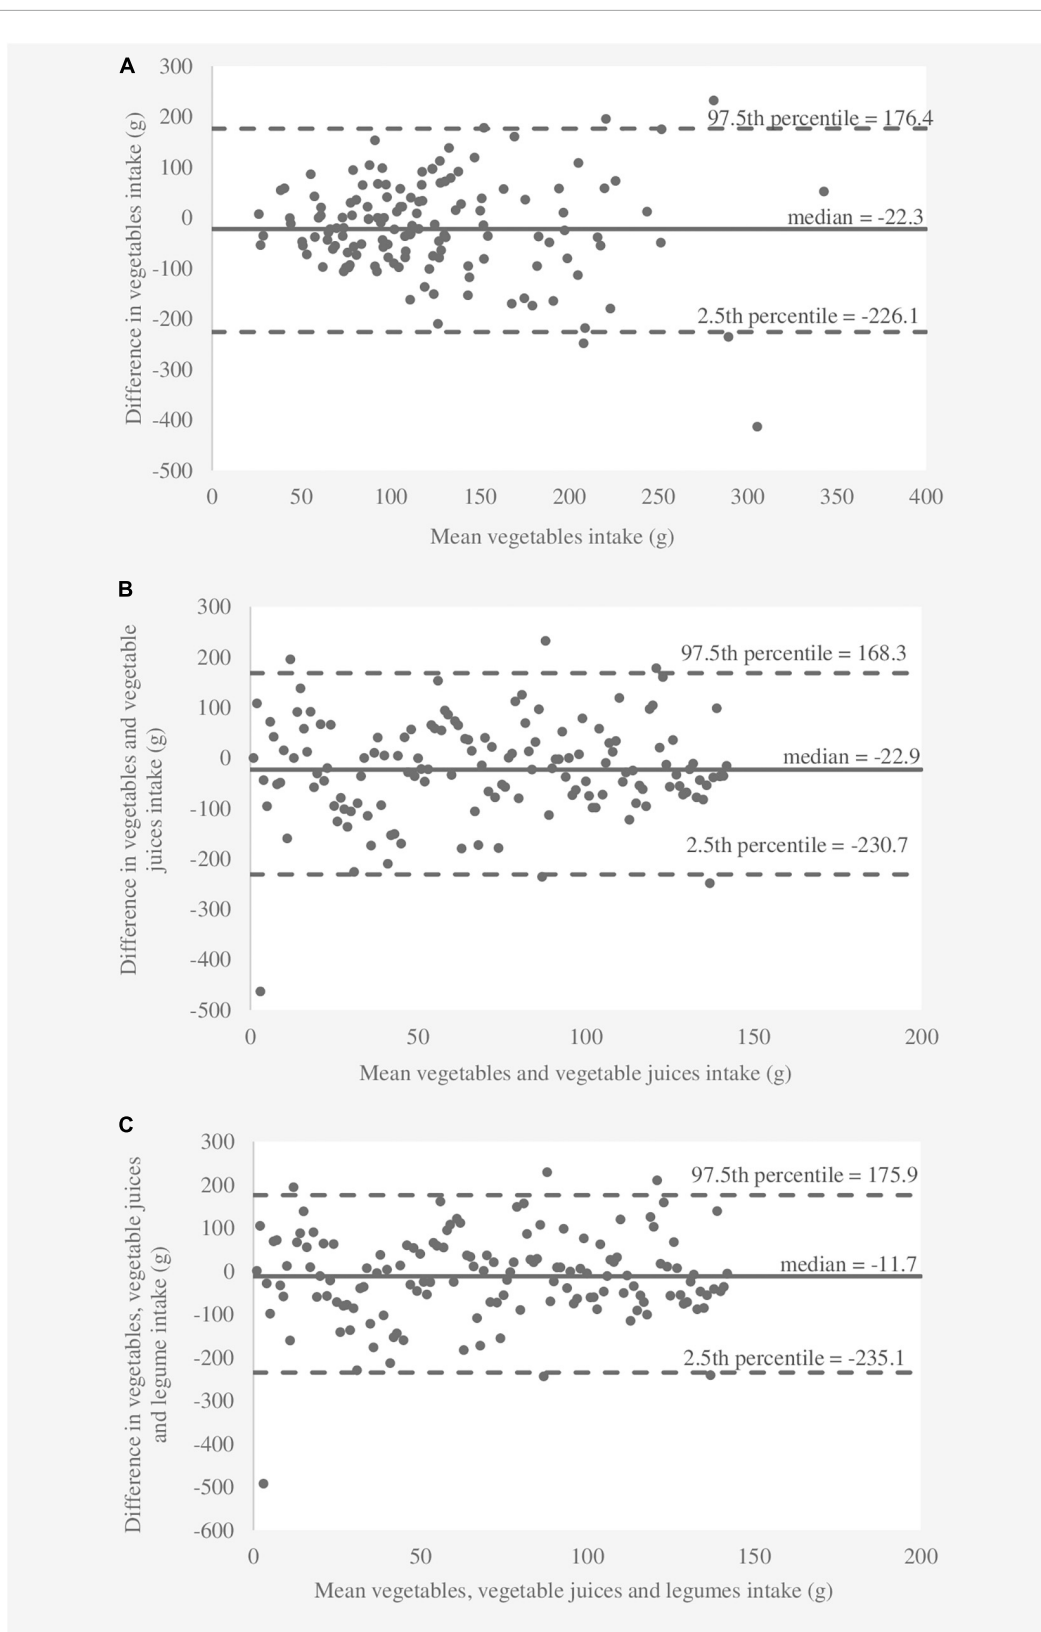 A
300
200
100
0
-100
-200
-300
-400
-500
Difference in vegetables intake (g)
97.5th percentile = 176.4
median = -22.3
2.5th percentile = -226.1
0 50 100 150 200 250 300 350 400
Mean vegetables intake (g)
B
300
200
100
0
-100
-200
-300
-400
-500
Difference in vegetables and vegetable
juices intake (g)
97.5th percentile = 168.3
median = -22.9
2.5th percentile = -230.7
0 50 100 150 200
Mean vegetables and vegetable juices intake (g)
C
300
200
100
0
-100
-200
-300
-400
-500
-600
Difference in vegetables, vegetable juices
and legume intake (g)
97.5th percentile = 175.9
median = -11.7
2.5th percentile = -235.1
0 50 100 150 200
Mean vegetables, vegetable juices and legumes intake (g)